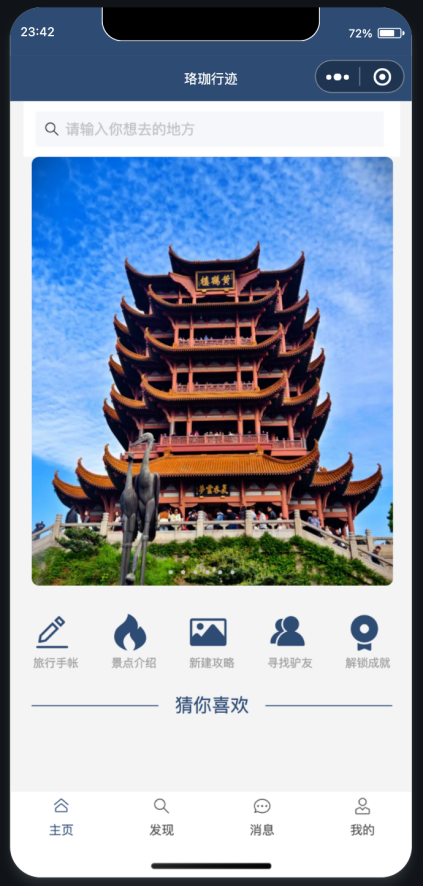 23:42
72%
珞珈行迹
请输入你想去的地方
黄鹤楼
旅行手帐
景点介绍
新建攻略
寻找驴友
解锁成就
猜你喜欢
主页
发现
消息
我的